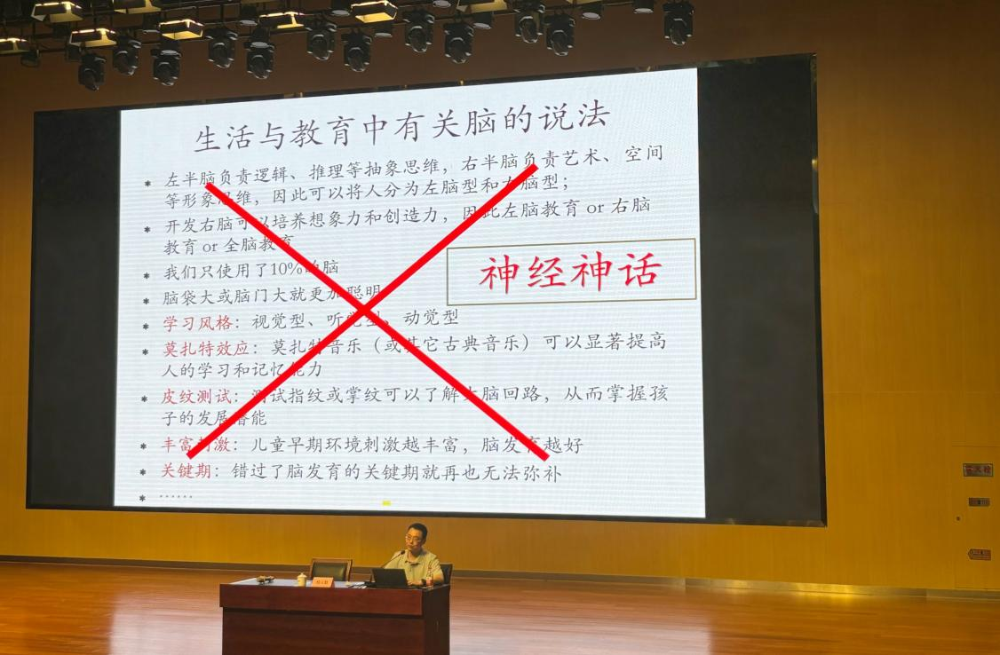 生活与教育中有关脑的说法
* 左半脑负责逻辑、推理等抽象思维，右半脑负责艺术、空间
等形象思维，因此可以将人分为左脑型和右脑型；
* 开发右脑可以培养想象力和创造力，因此左脑教育 or 右脑
教育 or 全脑教育
* 我们只使用了10%的脑
神经神话
* 脑袋大或脑门大就更加聪明
* 学习风格：视觉型、听觉型、动觉型
* 莫扎特效应：莫扎特音乐（或其它古典音乐）可以显著提高
人的学习和记忆能力
* 皮纹测试：测试指纹或掌纹可以了解大脑回路，从而掌握孩
子的发展潜能
* 丰富刺激：儿童早期环境刺激越丰富，脑发育越好
* 关键期：错过了脑发育的关键期就再也无法弥补
* ······